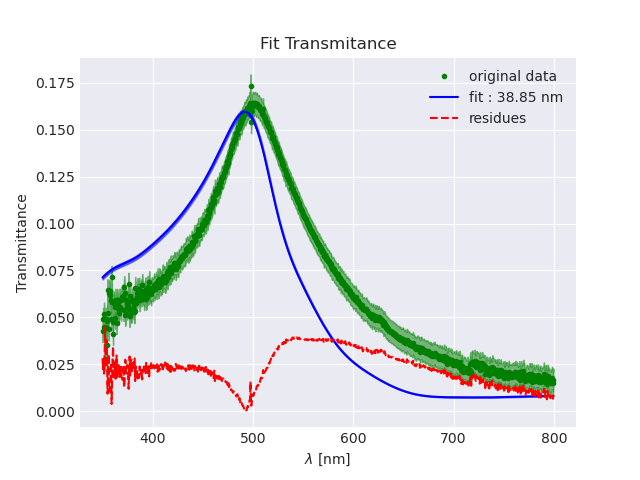 Fit Transmitance
original data
fit : 38.85 nm
residues
Transmittance
0.175
0.150
0.125
0.100
0.075
0.050
0.025
0.000
400 500 600 700 800
λ [nm]